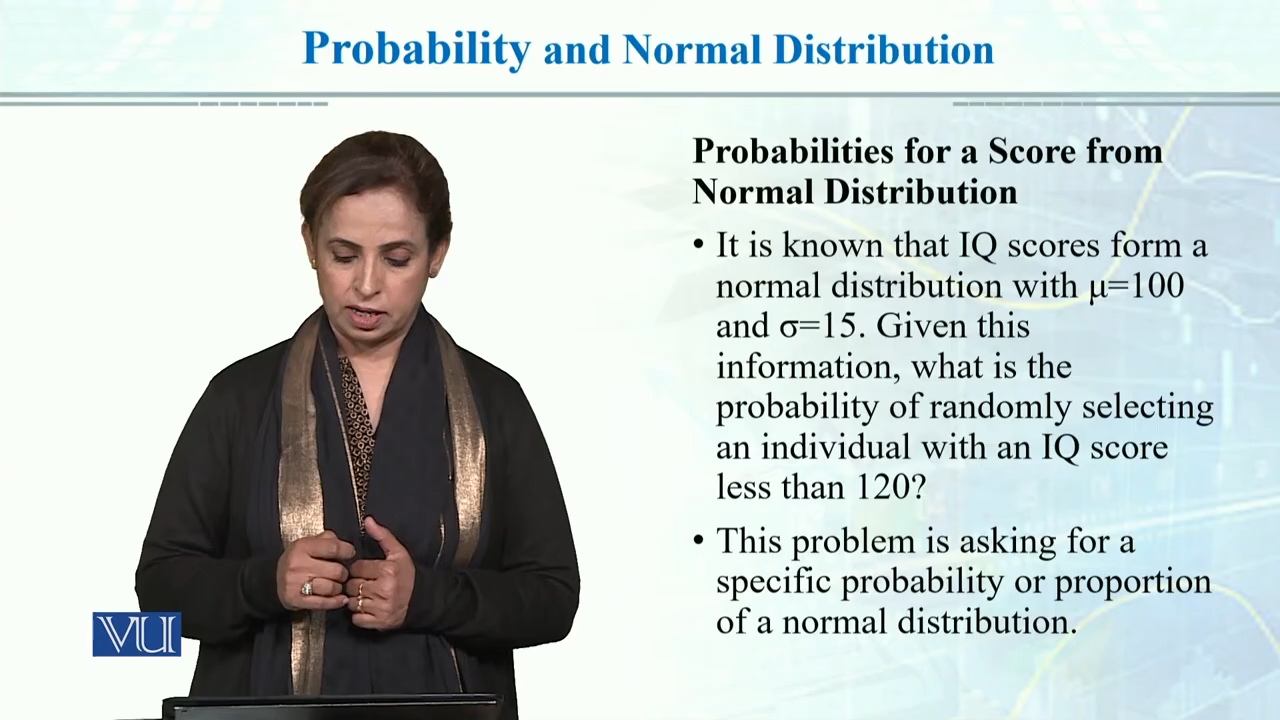 Probability and Normal Distribution
Probabilities for a Score from
Normal Distribution
• It is known that IQ scores form a
normal distribution with μ=100
and σ=15. Given this
information, what is the
probability of randomly selecting
an individual with an IQ score
less than 120?
• This problem is asking for a
specific probability or proportion
of a normal distribution.
VU